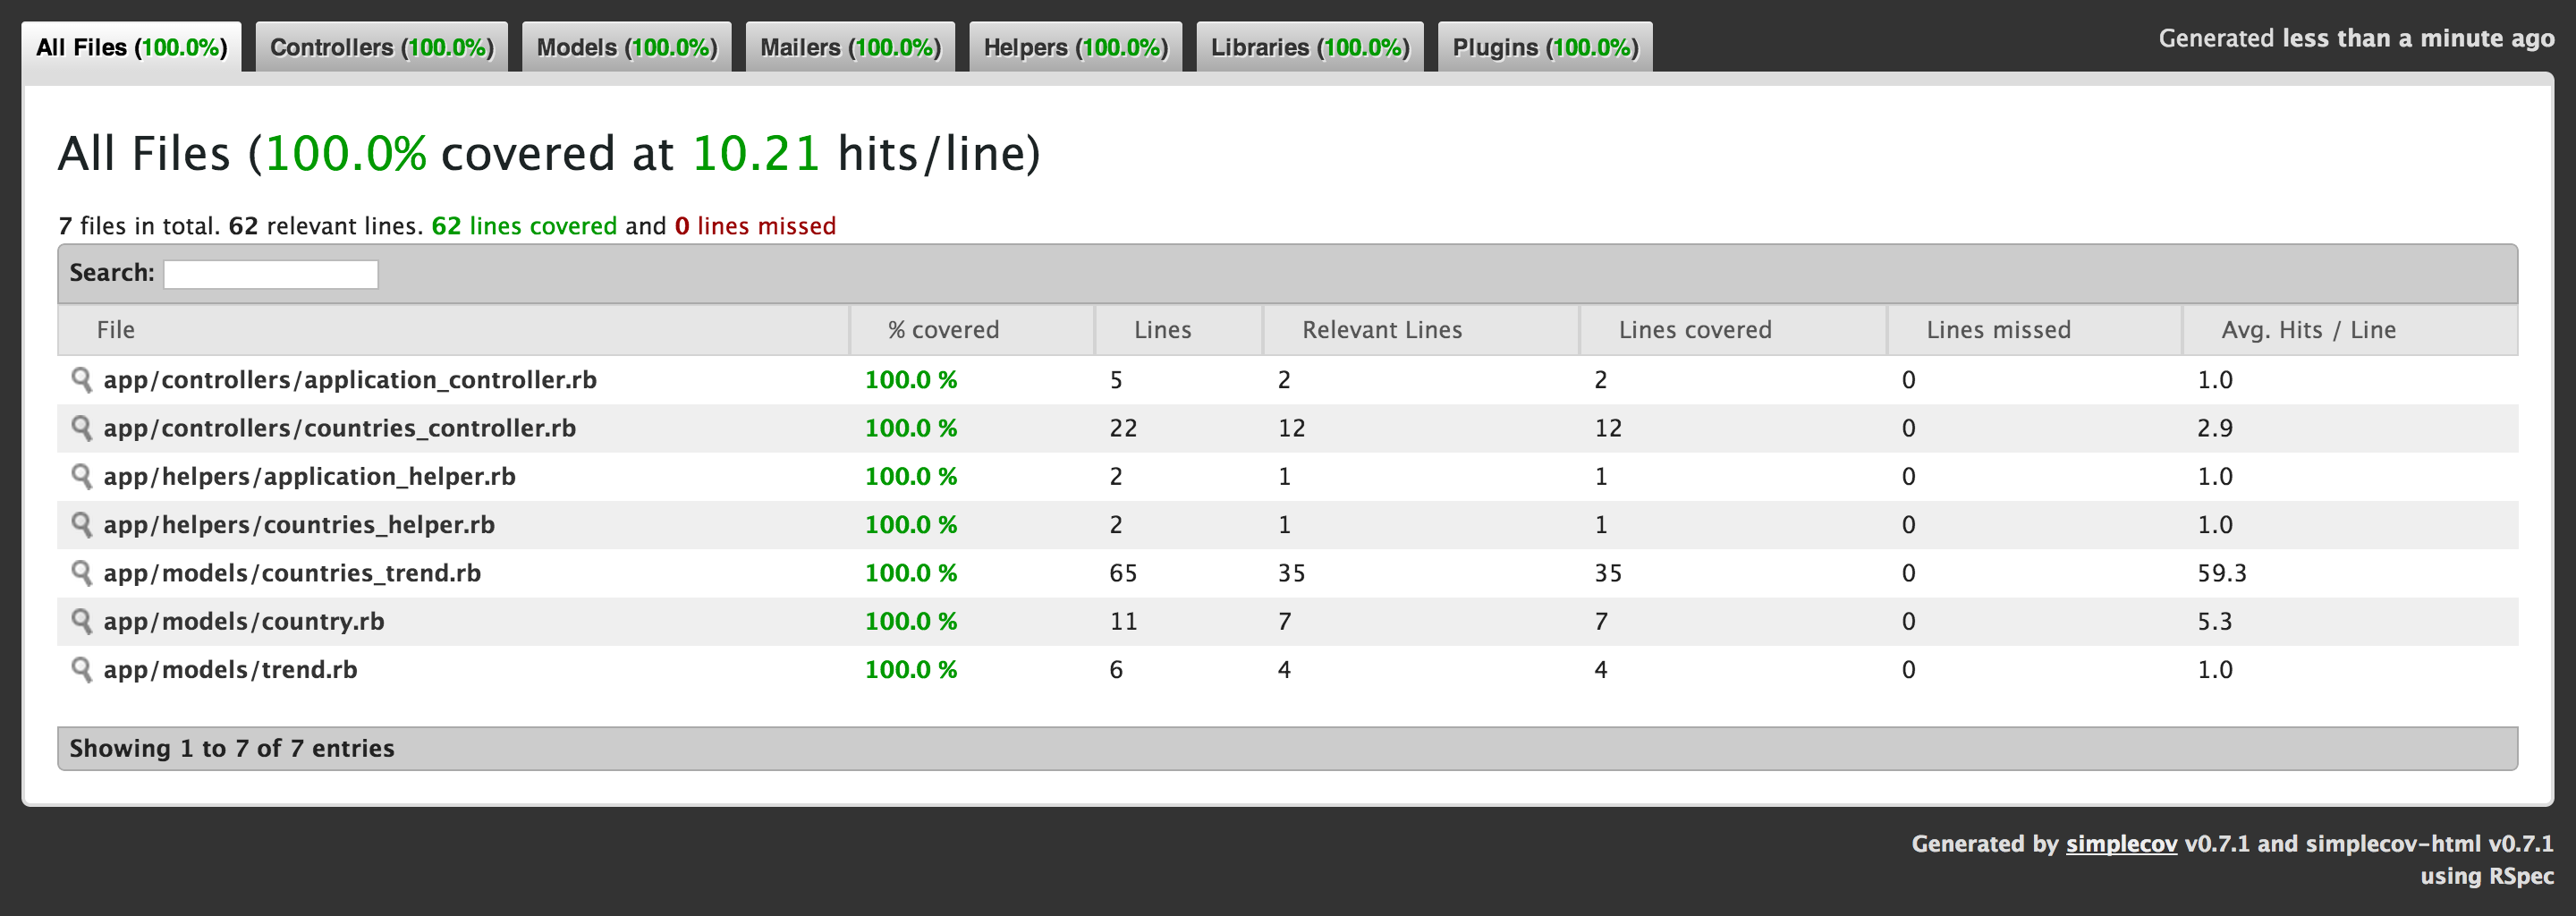 All Files (100.0%) Controllers (100.0%) Models (100.0%) Mailers (100.0%) Helpers (100.0%) Libraries (100.0%) Plugins (100.0%) Generated less than a minute ago
All Files (100.0% covered at 10.21 hits/line)
7 files in total. 62 relevant lines. 62 lines covered and 0 lines missed
Search:
File % covered Lines Relevant Lines Lines covered Lines missed Avg. Hits / Line
app/controllers/application_controller.rb 100.0 % 5 2 2 0 1.0
app/controllers/countries_controller.rb 100.0 % 22 12 12 0 2.9
app/helpers/application_helper.rb 100.0 % 2 1 1 0 1.0
app/helpers/countries_helper.rb 100.0 % 2 1 1 0 1.0
app/models/countries_trend.rb 100.0 % 65 35 35 0 59.3
app/models/country.rb 100.0 % 11 7 7 0 5.3
app/models/trend.rb 100.0 % 6 4 4 0 1.0
Showing 1 to 7 of 7 entries
Generated by simplecov v0.7.1 and simplecov-html v0.7.1
using RSpec